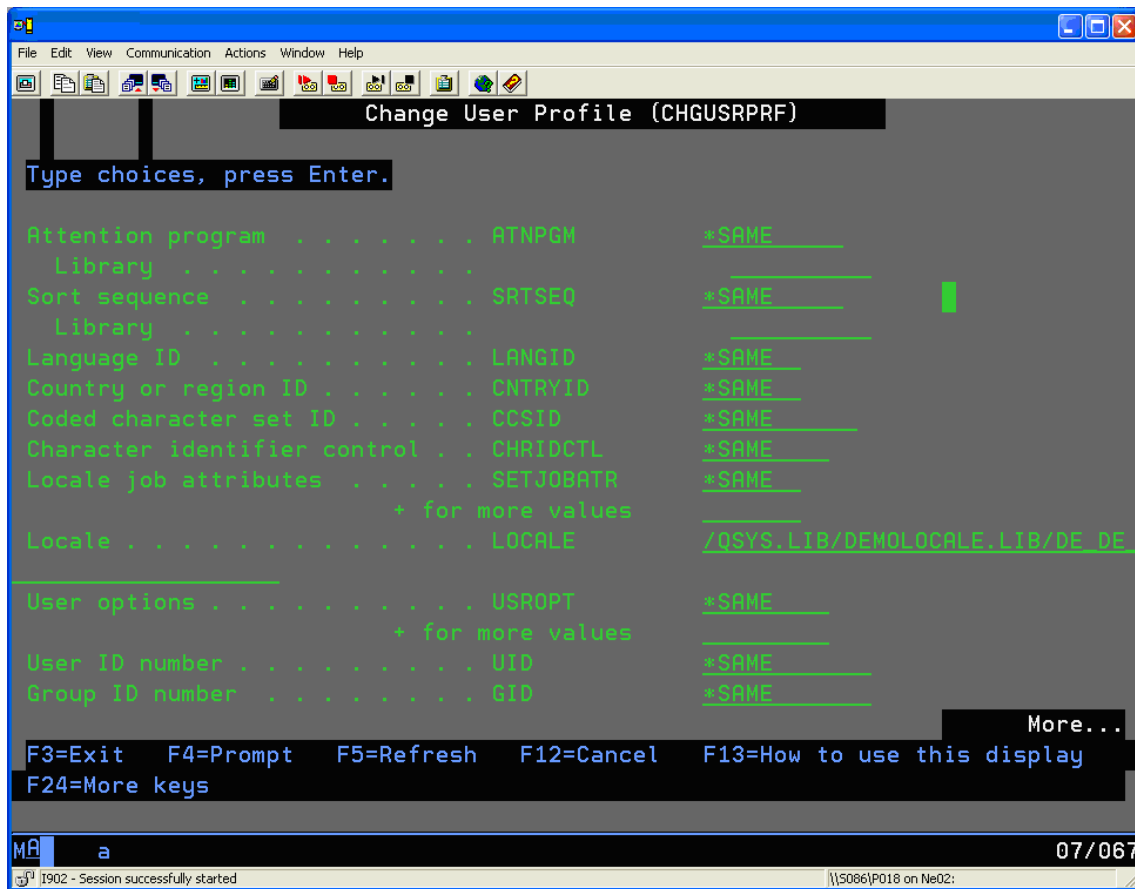 File Edit View Communication Actions Window Help
Change User Profile (CHGUSRPRF)
Type choices, press Enter.
Attention program . . . . . . . ATNPGM *SAME
Library . . . . . . . . . . .
Sort sequence . . . . . . . . . SRTSEQ *SAME
Library . . . . . . . . . . .
Language ID . . . . . . . . . . LANGID *SAME
Country or region ID . . . . . . CNTRYID *SAME
Coded character set ID . . . . . CCSID *SAME
Character identifier control . . CHRIDCTL *SAME
Locale job attributes . . . . . SETJOBATR *SAME
+ for more values
Locale . . . . . . . . . . . . . LOCALE /QSYS.LIB/DEMOLOCALE.LIB/DE_DE_
User options . . . . . . . . . . USROPT *SAME
+ for more values
User ID number . . . . . . . . . UID *SAME
Group ID number . . . . . . . . GID *SAME
More...
F3=Exit F4=Prompt F5=Refresh F12=Cancel F13=How to use this display
F24=More keys
MA a 07/067
I902 - Session successfully started \\S086\P018 on Ne02: